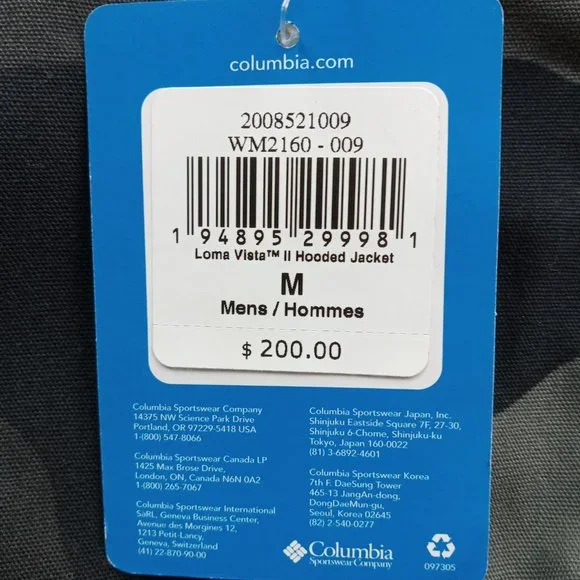 columbia.com
2008521009
WM2160 - 009
1 94895 29998 1
Loma Vista™ II Hooded Jacket
M
Mens / Hommes
$ 200.00
Columbia Sportswear Company
14375 NW Science Park Drive
Portland, OR 97229-5418 USA
1-(800) 547-8066
Columbia Sportswear Canada LP
1425 Max Brose Drive,
London, ON, Canada N6N 0A2
1-(800) 265-7067
Columbia Sportswear International
SaRL, Geneva Business Center,
Avenue des Morgines 12,
1213 Petit-Lancy,
Geneva, Switzerland
(41) 22-870-90-00
Columbia Sportswear Japan, Inc.
Shinjuku Eastside Square 7F, 27-30,
Shinjuku 6-Chome, Shinjuku-ku
Tokyo, Japan 160-0022
(81) 3-6892-4601
Columbia Sportswear Korea
7th F. DaeSung Tower
465-13 JangAn-dong,
DongDaeMun-gu,
Seoul, Korea 02645
(82) 2-540-0277
Columbia
Sportswear Company
097305